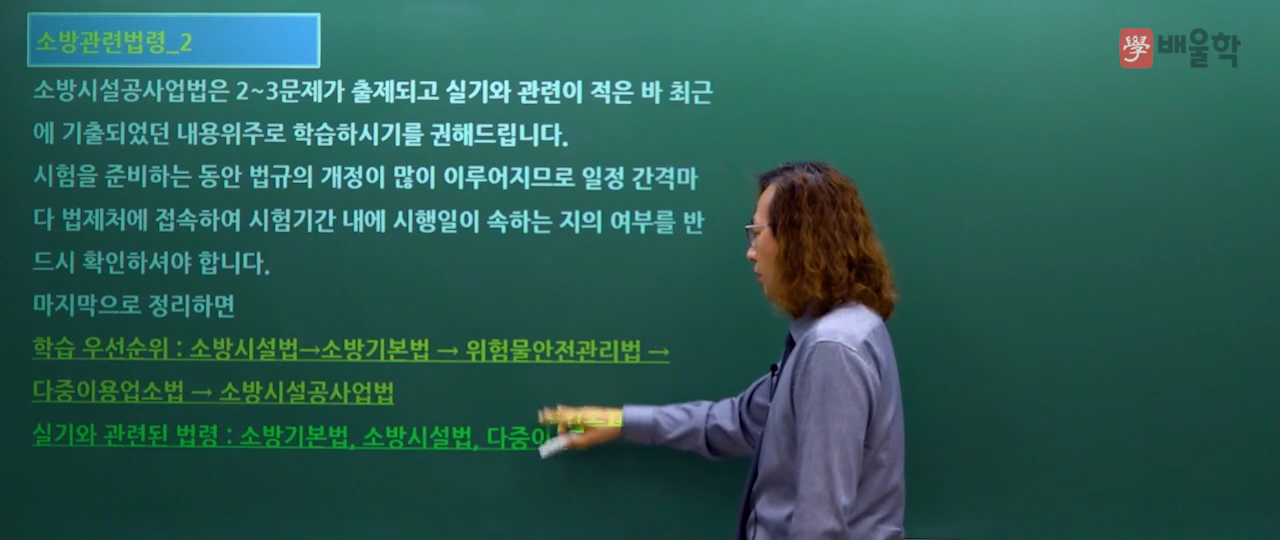 소방관련법령_2
學 배울학
소방시설공사업법은 2~3문제가 출제되고 실기와 관련이 적은 바 최근
에 기출되었던 내용위주로 학습하시기를 권해드립니다.
시험을 준비하는 동안 법규의 개정이 많이 이루어지므로 일정 간격마
다 법제처에 접속하여 시험기간 내에 시행일이 속하는 지의 여부를 반
드시 확인하셔야 합니다.
마지막으로 정리하면
학습 우선순위 : 소방시설법→소방기본법 → 위험물안전관리법 →
다중이용업소법 → 소방시설공사업법
실기와 관련된 법령 : 소방기본법, 소방시설법, 다중이